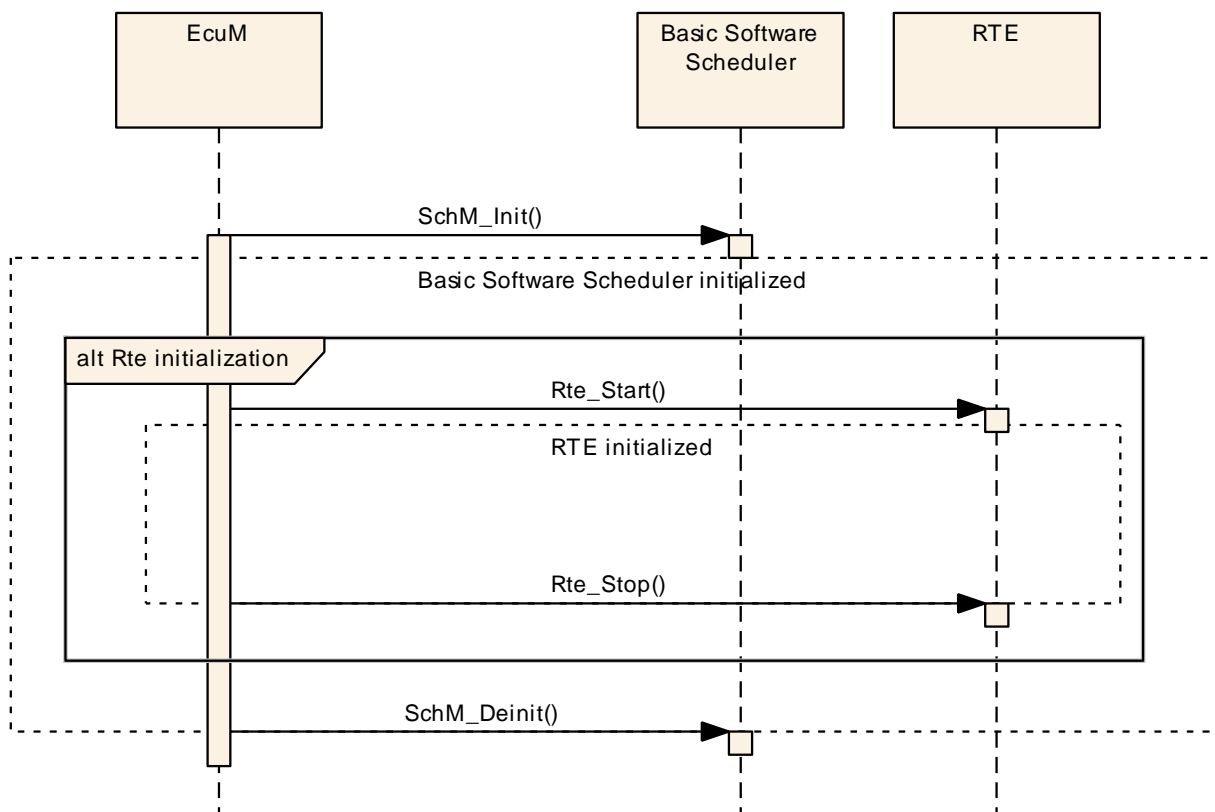 EcuM
Basic Software
Scheduler
RTE
SchM_Init()
Basic Software Scheduler initialized
alt Rte initialization
Rte_Start()
RTE initialized
Rte_Stop()
SchM_Deinit()